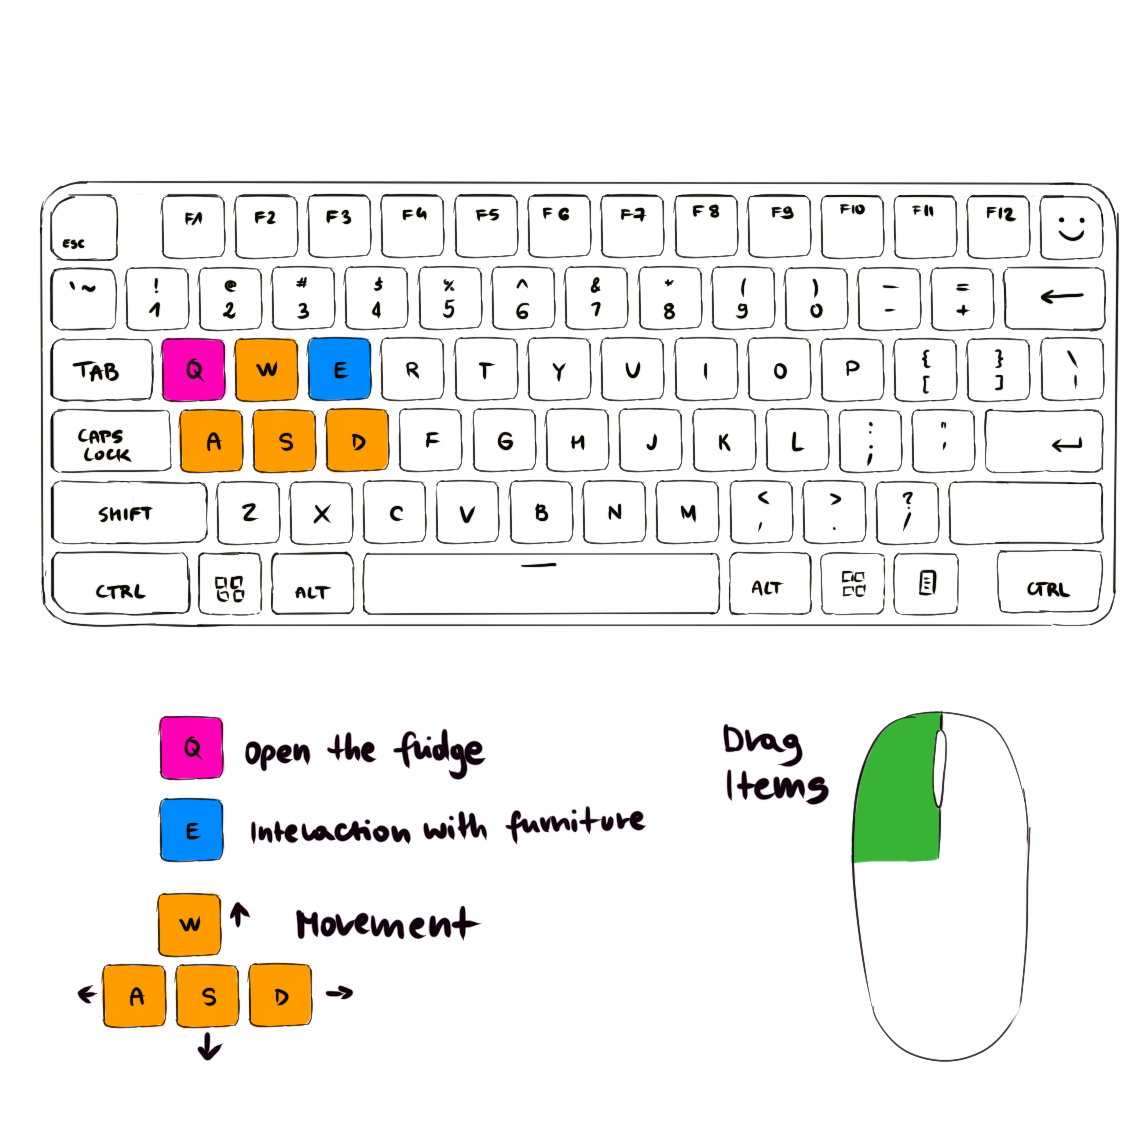 ESC F1 F2 F3 F4 F5 F6 F7 F8 F9 F10 F11 F12
` ~ ! 1 @ 2 # 3 $ 4 % 5 ^ 6 & 7 * 8 ( 9 ) 0 — - = + ←
TAB Q W E R T Y U I O P { [ } ] \ |
CAPS LOCK A S D F G H J K L : ; " ' ↵
SHIFT Z X C V B N M < , > . ? /
CTRL ALT ALT CTRL
Q Open the fridge
E Interaction with furniture
W ↑ Movement
← A S D →
↓
Drag
Items